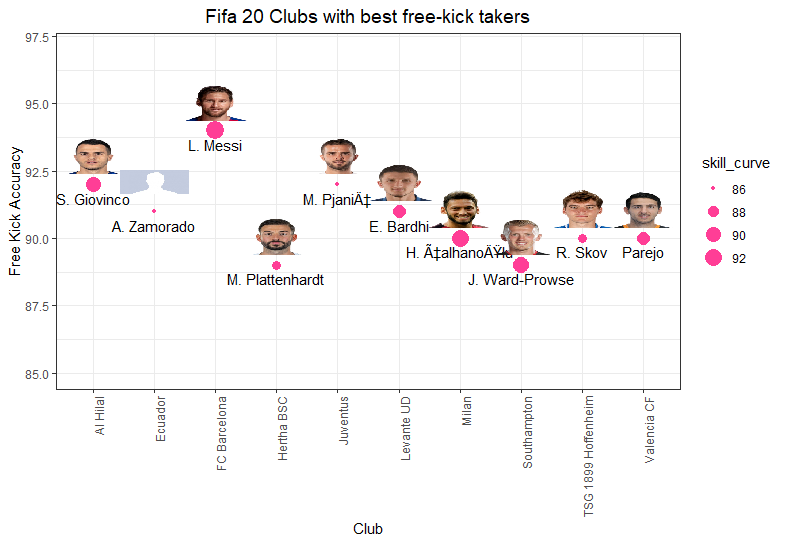 Fifa 20 Clubs with best free-kick takers
97.5
95.0
92.5
90.0
87.5
85.0
Free Kick Accuracy
L. Messi
S. Giovinco
M. PjaniÄ‡
A. Zamorado
E. Bardhi
H. Ã‡alhanoÄŸlu
R. Skov
Parejo
M. Plattenhardt
J. Ward-Prowse
Al Hilal
Ecuador
FC Barcelona
Hertha BSC
Juventus
Levante UD
Milan
Southampton
TSG 1899 Hoffenheim
Valencia CF
Club
skill_curve
86
88
90
92